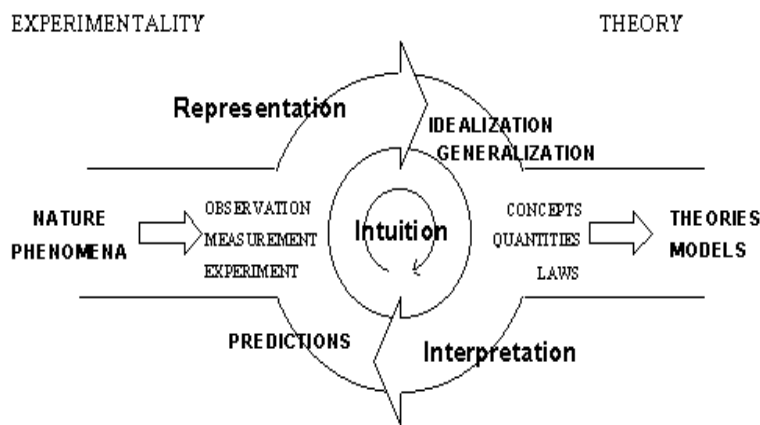 EXPERIMENTALITY
THEORY
Representation
IDEALIZATION
GENERALIZATION
NATURE
PHENOMENA
OBSERVATION
MEASUREMENT
EXPERIMENT
Intuition
CONCEPTS
QUANTITIES
LAWS
THEORIES
MODELS
PREDICTIONS
Interpretation